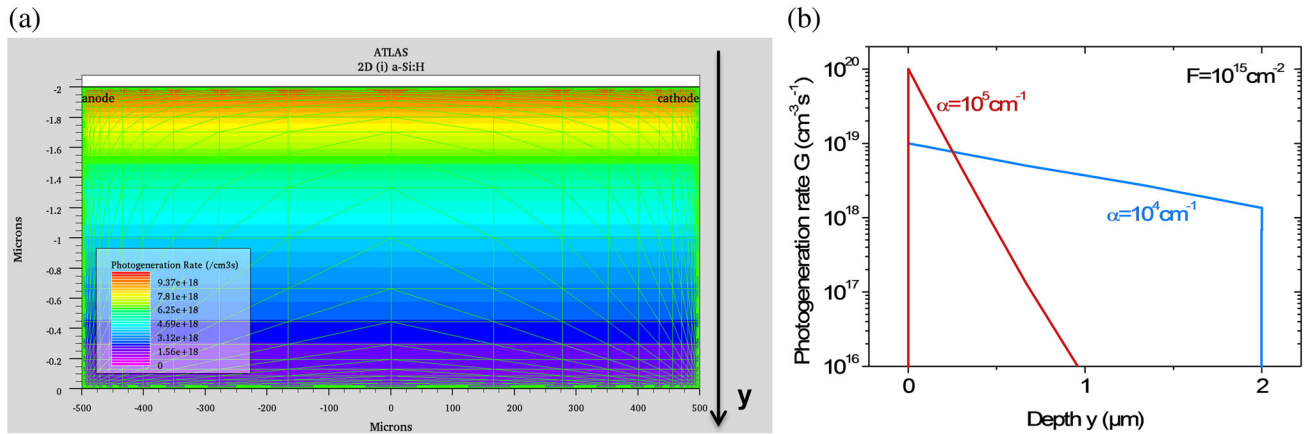 (a)
ATLAS
2D (i) a-Si:H
anode
cathode
-2
-1.8
-1.6
-1.4
-1.2
-1
-0.8
-0.6
-0.4
-0.2
0
Microns
Photogeneration Rate (/cm3s)
9.37e+18
7.81e+18
6.25e+18
4.69e+18
3.12e+18
1.56e+18
0
-500
-400
-300
-200
-100
0
100
200
300
400
500
Microns
y
(b)
Photogeneration rate G (cm⁻³s⁻¹)
10²⁰
10¹⁹
10¹⁸
10¹⁷
10¹⁶
F=10¹⁵cm⁻²
α=10⁵cm⁻¹
α=10⁴cm⁻¹
0
1
2
Depth y (µm)